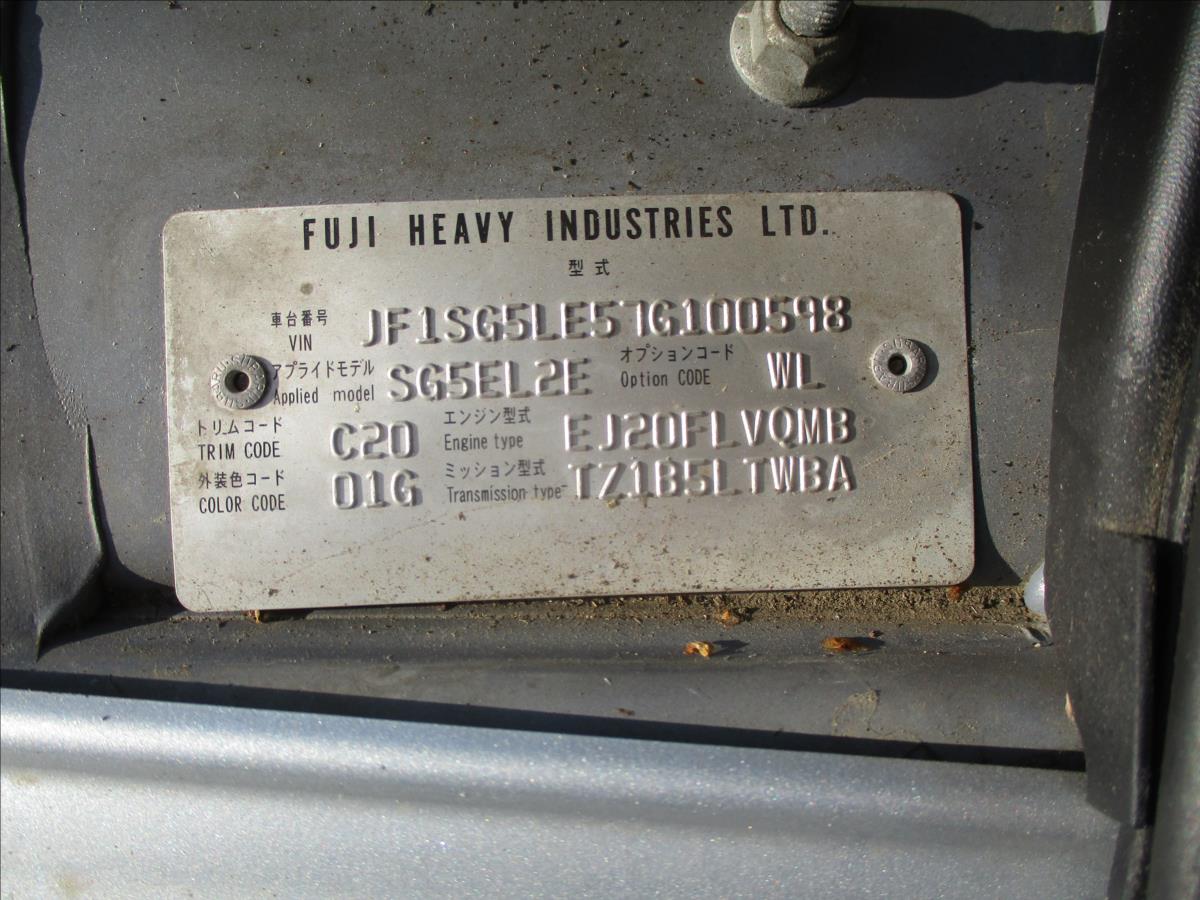 FUJI HEAVY INDUSTRIES LTD.
型式
車台番号
VIN JF1SG5LE57G100598
アプライドモデル オプションコード
Applied model SG5EL2E Option CODE WL
トリムコード エンジン型式
TRIM CODE C20 Engine type EJ20FLVQMB
外装色コード ミッション型式
COLOR CODE 01G Transmission type TZ1B5LTWBA